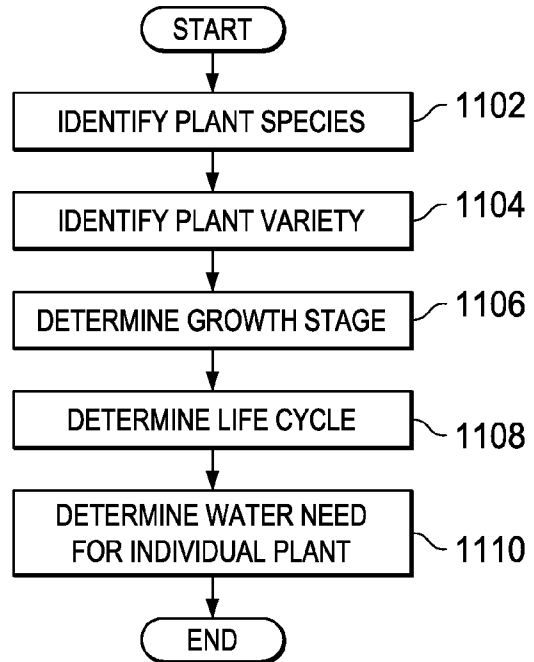 START
IDENTIFY PLANT SPECIES
1102
IDENTIFY PLANT VARIETY
1104
DETERMINE GROWTH STAGE
1106
DETERMINE LIFE CYCLE
1108
DETERMINE WATER NEED
FOR INDIVIDUAL PLANT
1110
END